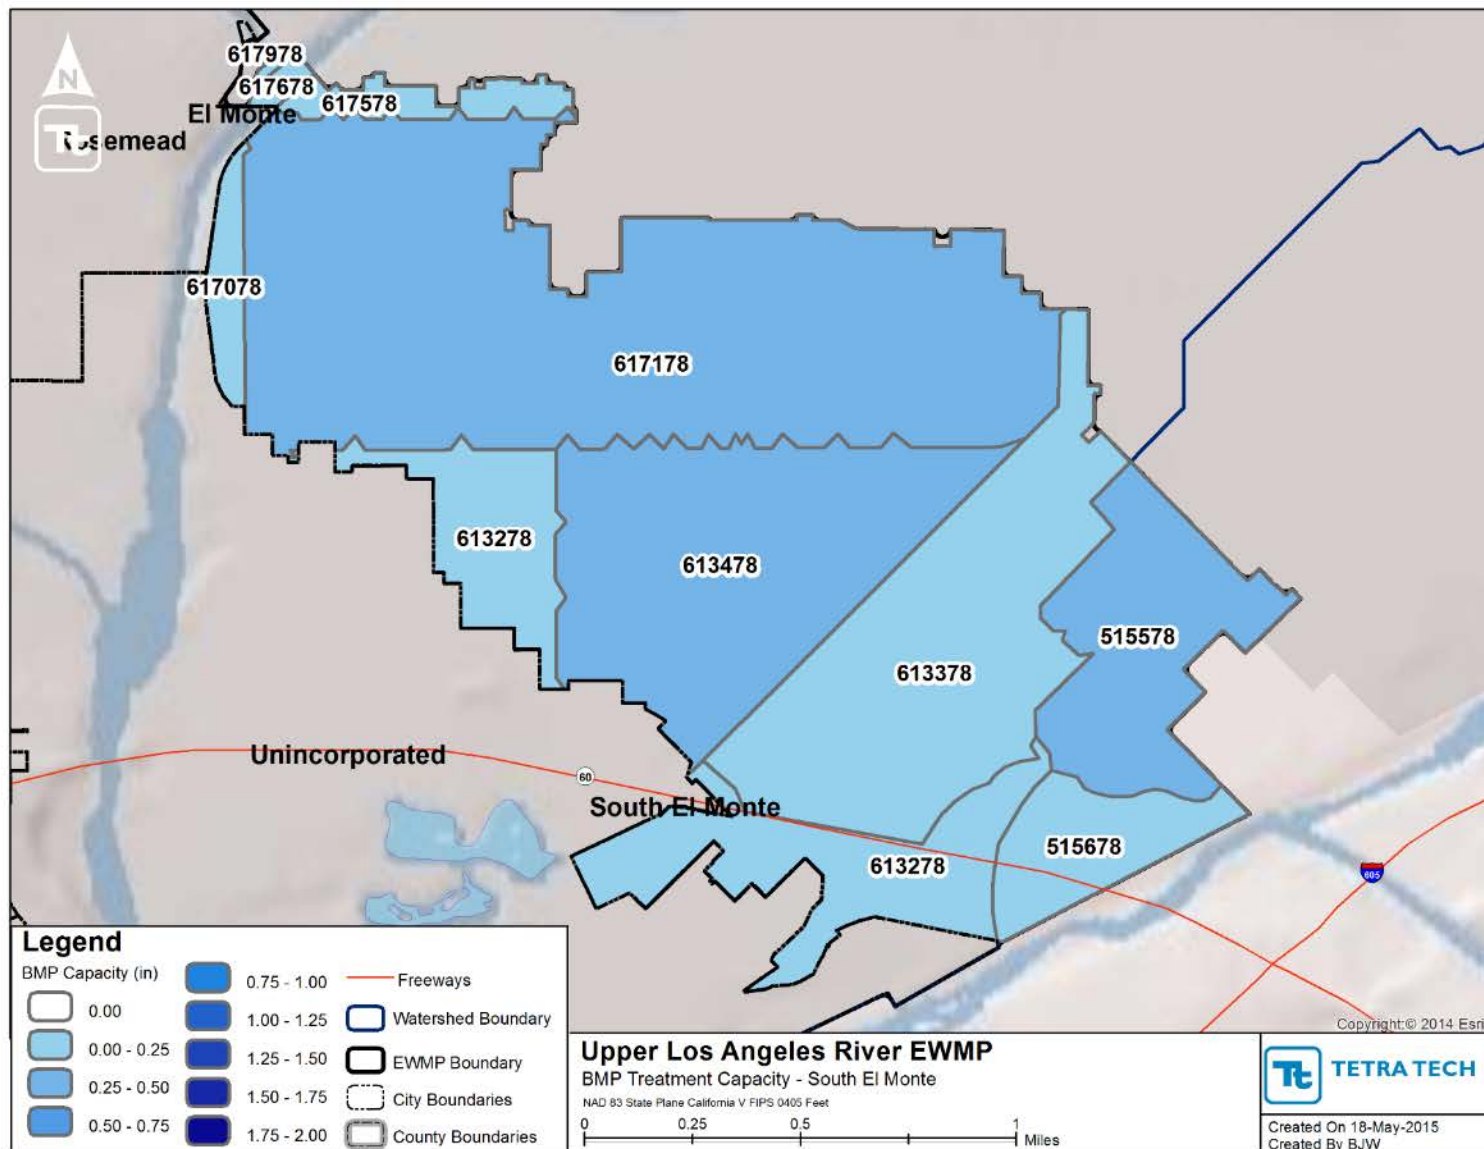 N
617978
617678
617578
El Monte
Tt
semead
617078
617178
613278
613478
515578
613378
Unincorporated
60
South El Monte
613278
515678
605
Legend
BMP Capacity (in)
0.00
0.00 - 0.25
0.25 - 0.50
0.50 - 0.75
0.75 - 1.00
1.00 - 1.25
1.25 - 1.50
1.50 - 1.75
1.75 - 2.00
Freeways
Watershed Boundary
EWMP Boundary
City Boundaries
County Boundaries
Copyright:© 2014 Esri
Upper Los Angeles River EWMP
BMP Treatment Capacity - South El Monte
NAD 83 State Plane California V FIPS 0405 Feet
0 0.25 0.5 1
Miles
Tt TETRA TECH
Created On 18-May-2015
Created By BJW